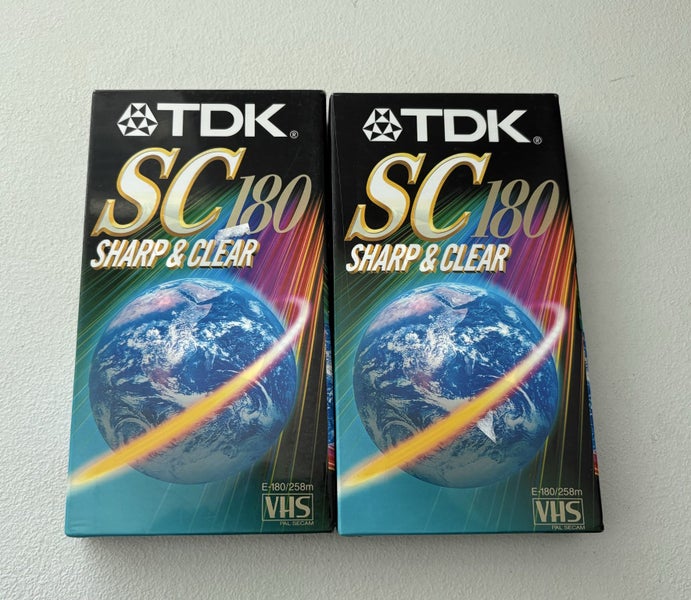 TDK®
SC180
SHARP & CLEAR
E-180/258m
VHS
PAL SECAM
TDK®
SC180
SHARP & CLEAR
E-180/258m
VHS
PAL SECAM